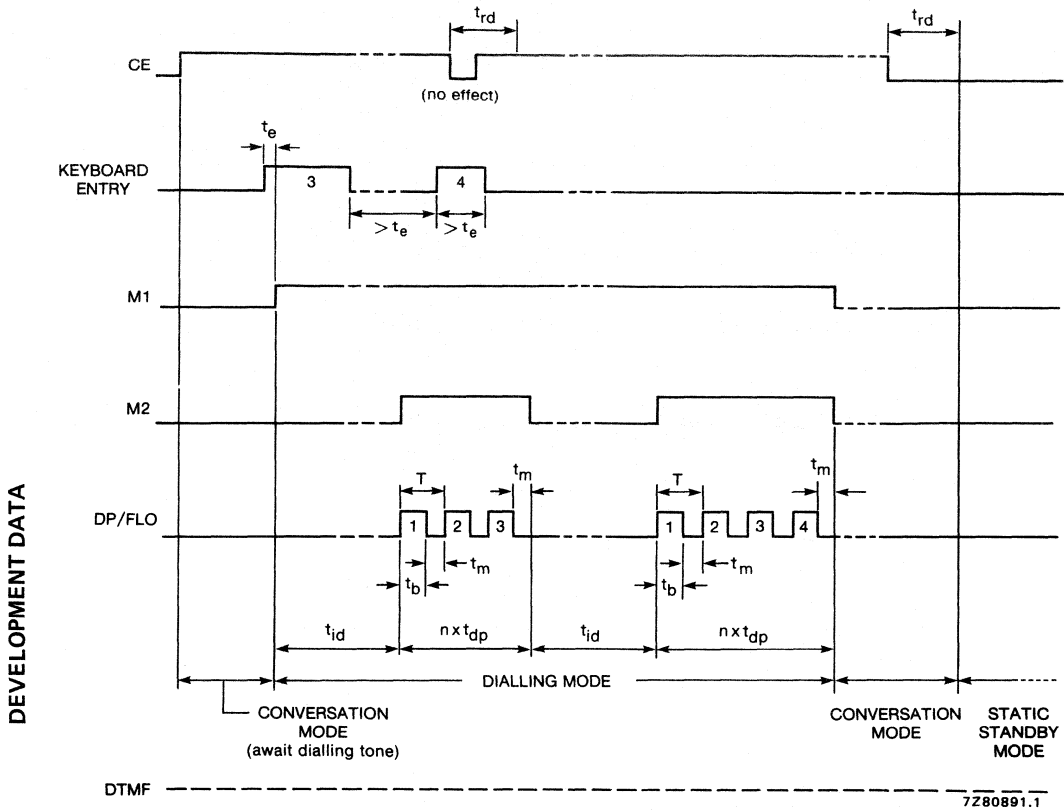 t_rd
t_rd
CE
(no effect)
t_e
KEYBOARD
ENTRY
3
4
> t_e
> t_e
M1
M2
T
t_m
T
t_m
DP/FLO
1
2
3
1
2
3
4
t_m
t_m
t_b
t_b
t_id
n x t_dp
t_id
n x t_dp
DIALLING MODE
CONVERSATION
MODE
(await dialling tone)
CONVERSATION
MODE
STATIC
STANDBY
MODE
DTMF
7Z80891.1
DEVELOPMENT DATA